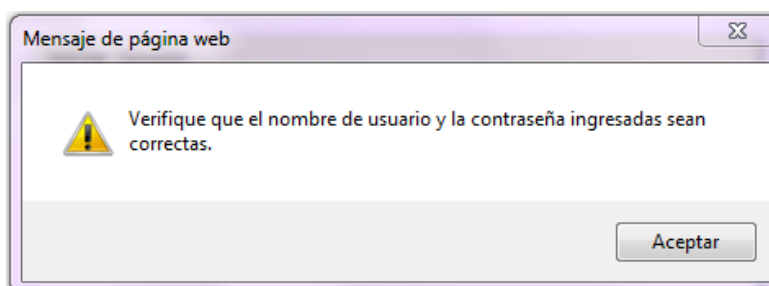 Mensaje de página web
Verifique que el nombre de usuario y la contraseña ingresadas sean
correctas.
Aceptar